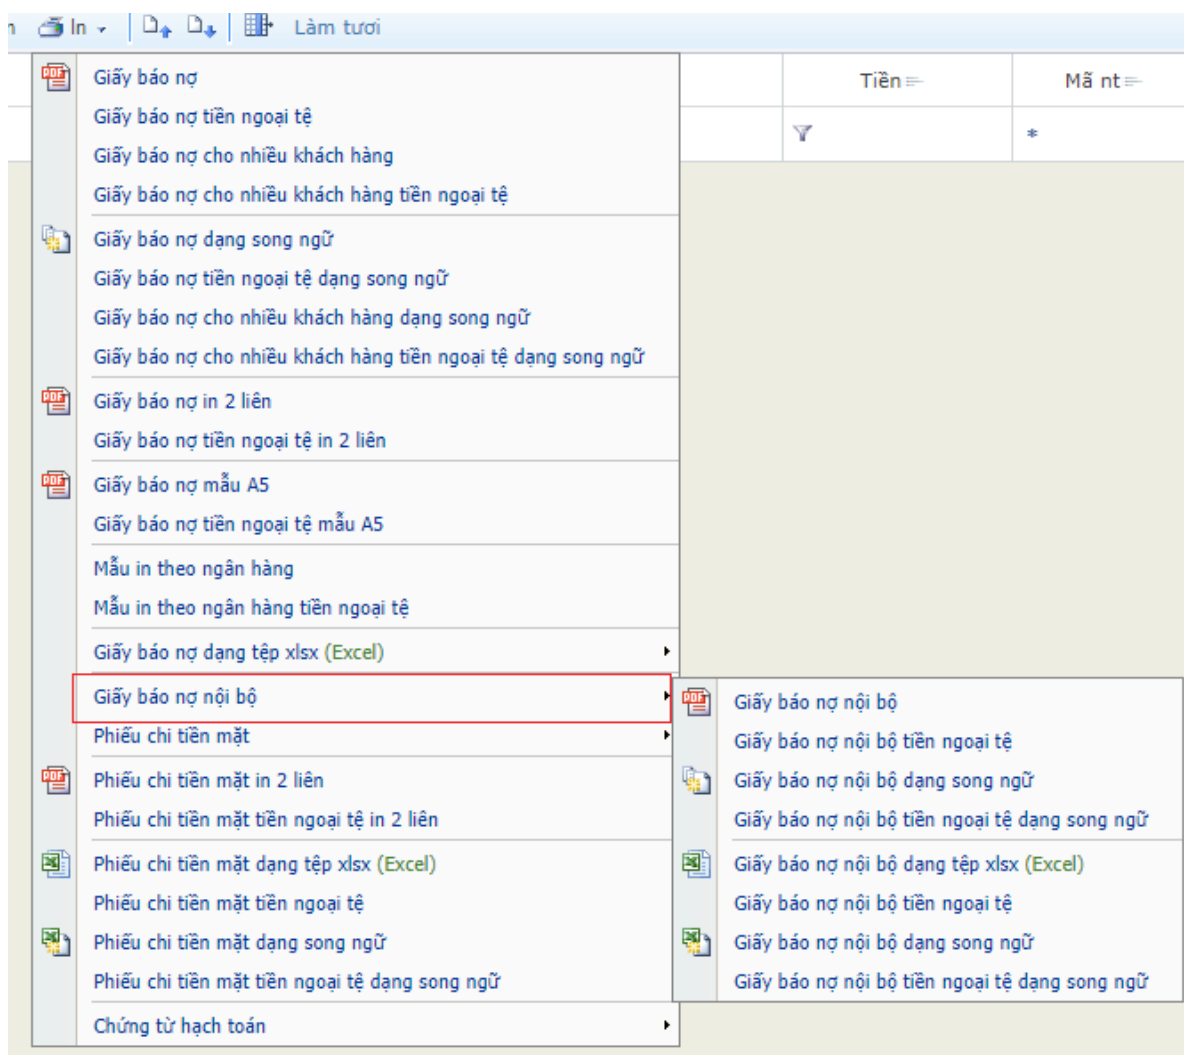 In
Làm tươi
Tiền
Mã nt
*
Giấy báo nợ
Giấy báo nợ tiền ngoại tệ
Giấy báo nợ cho nhiều khách hàng
Giấy báo nợ cho nhiều khách hàng tiền ngoại tệ
Giấy báo nợ dạng song ngữ
Giấy báo nợ tiền ngoại tệ dạng song ngữ
Giấy báo nợ cho nhiều khách hàng dạng song ngữ
Giấy báo nợ cho nhiều khách hàng tiền ngoại tệ dạng song ngữ
Giấy báo nợ in 2 liên
Giấy báo nợ tiền ngoại tệ in 2 liên
Giấy báo nợ mẫu A5
Giấy báo nợ tiền ngoại tệ mẫu A5
Mẫu in theo ngân hàng
Mẫu in theo ngân hàng tiền ngoại tệ
Giấy báo nợ dạng tệp xlsx (Excel)
Giấy báo nợ nội bộ
Phiếu chi tiền mặt
Phiếu chi tiền mặt in 2 liên
Phiếu chi tiền mặt tiền ngoại tệ in 2 liên
Phiếu chi tiền mặt dạng tệp xlsx (Excel)
Phiếu chi tiền mặt tiền ngoại tệ
Phiếu chi tiền mặt dạng song ngữ
Phiếu chi tiền mặt tiền ngoại tệ dạng song ngữ
Chứng từ hạch toán
Giấy báo nợ nội bộ
Giấy báo nợ nội bộ tiền ngoại tệ
Giấy báo nợ nội bộ dạng song ngữ
Giấy báo nợ nội bộ tiền ngoại tệ dạng song ngữ
Giấy báo nợ nội bộ dạng tệp xlsx (Excel)
Giấy báo nợ nội bộ tiền ngoại tệ
Giấy báo nợ nội bộ dạng song ngữ
Giấy báo nợ nội bộ tiền ngoại tệ dạng song ngữ